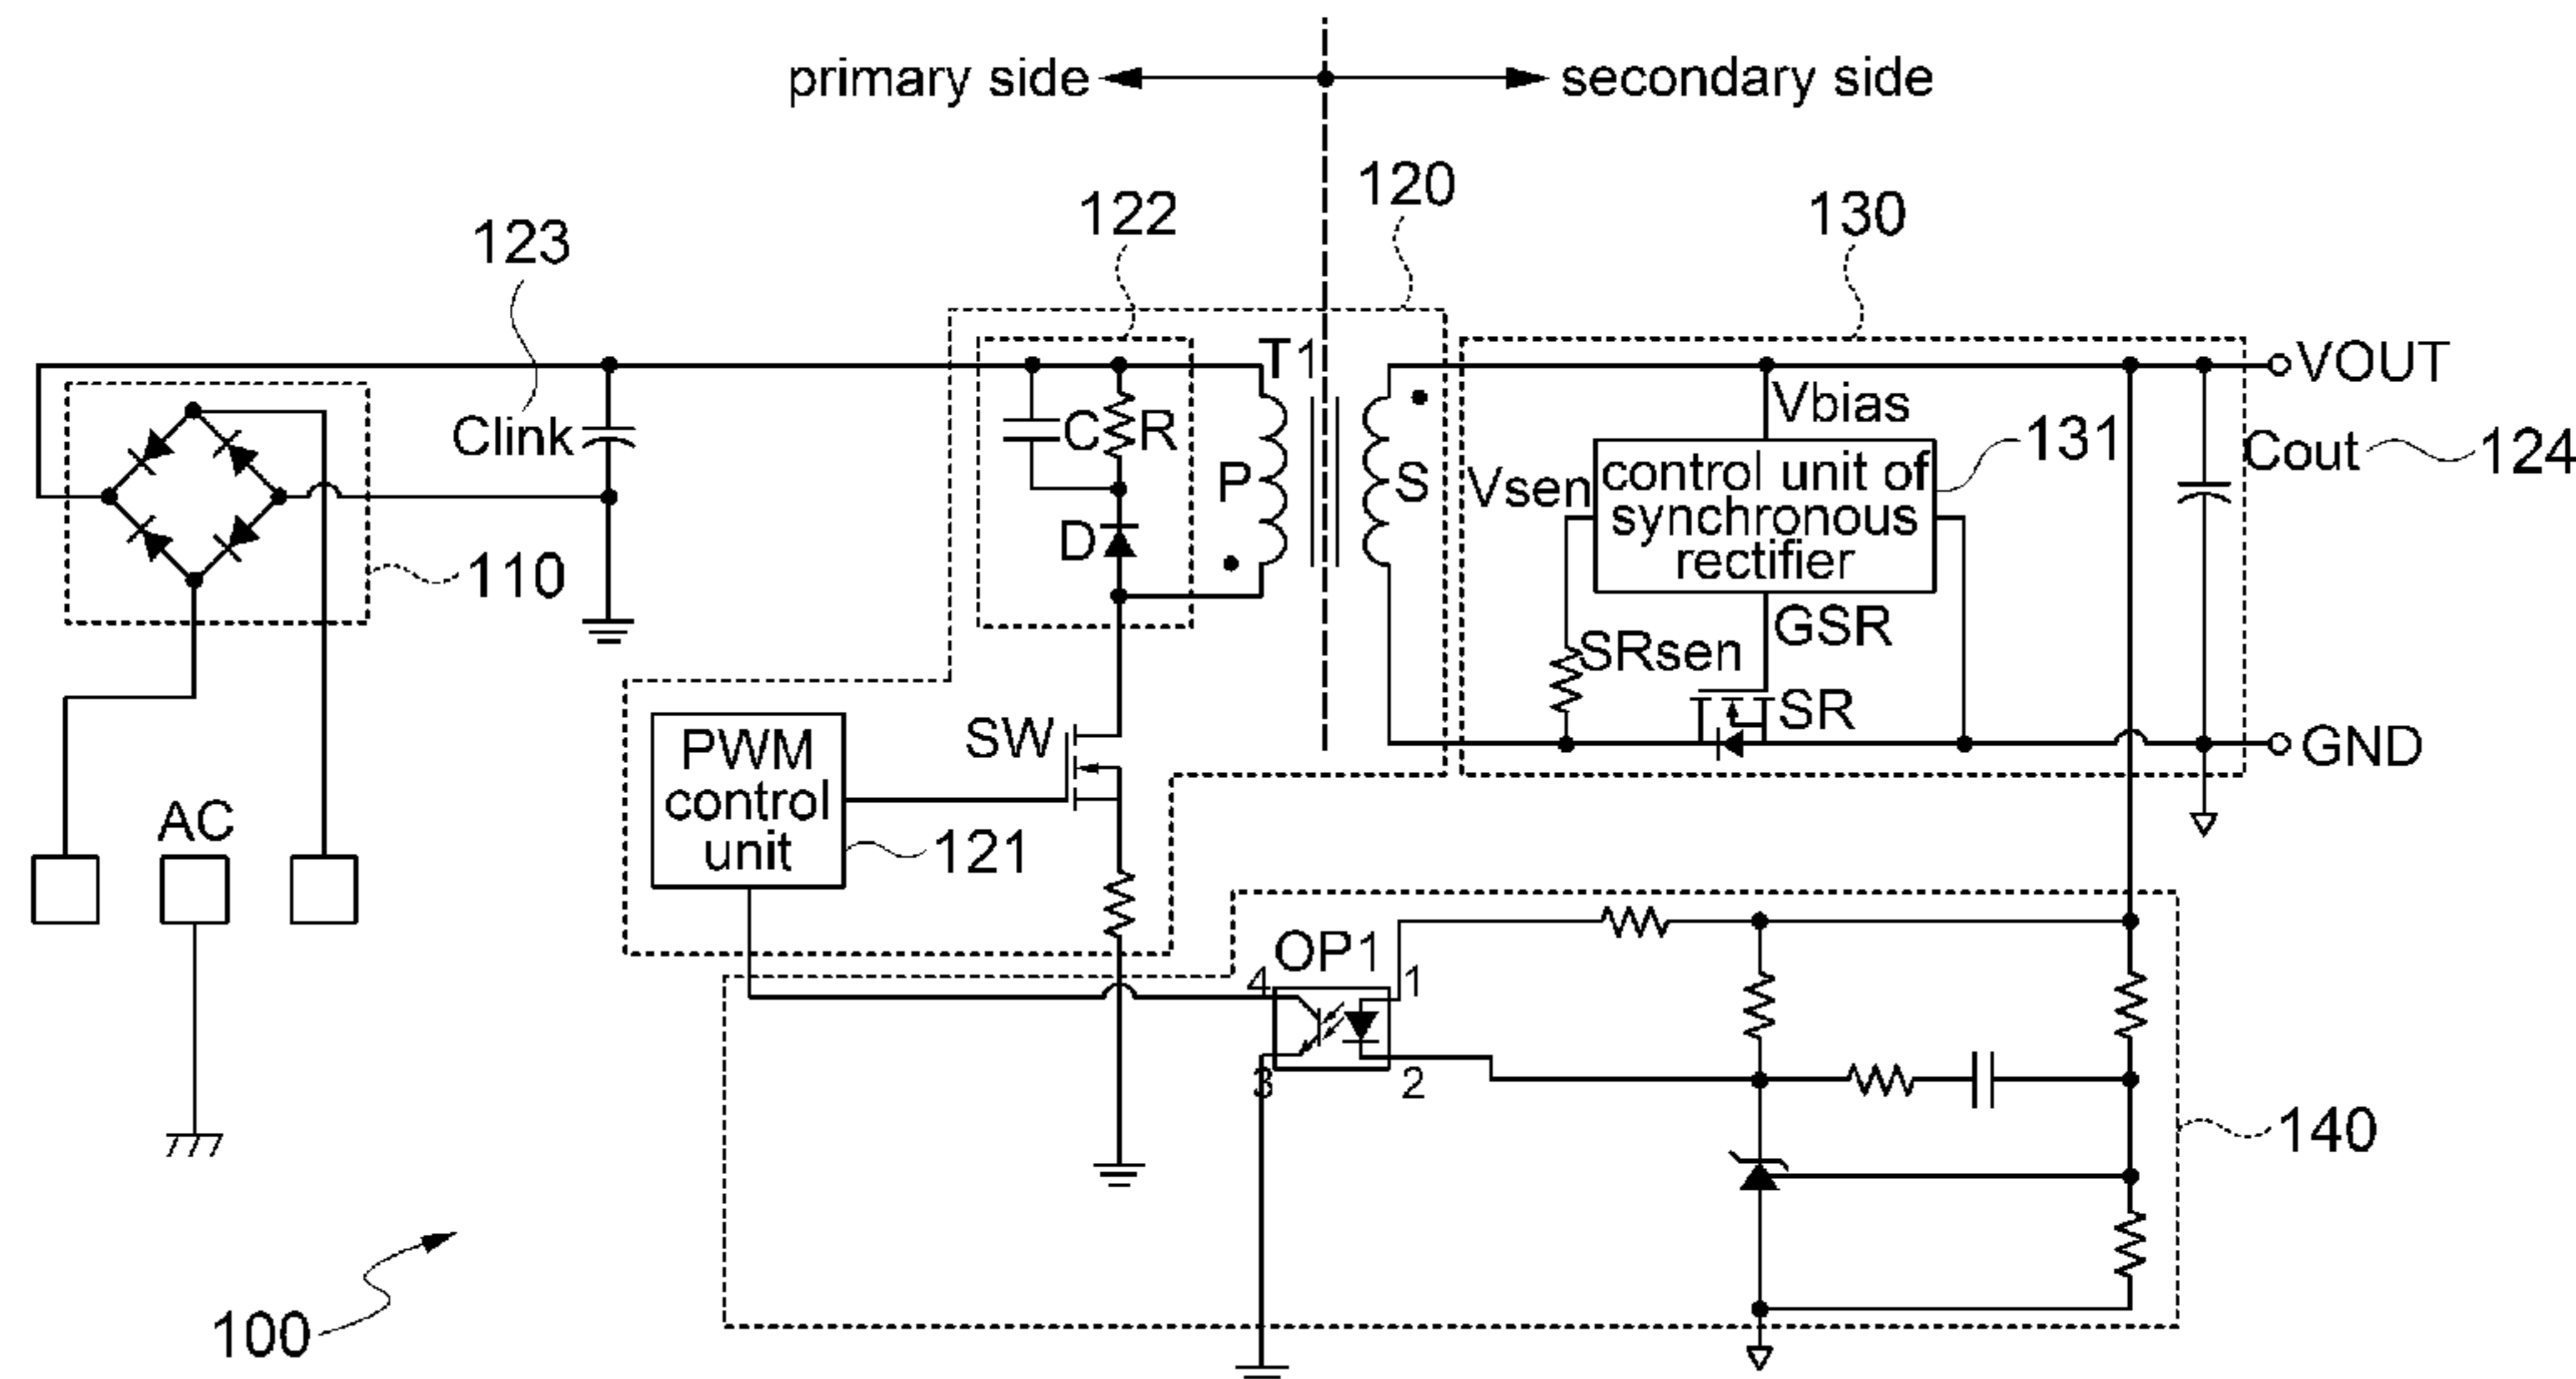 primary side
secondary side
120
122
130
123
T1
VOUT
Vbias
131
Clink
C
R
Cout
124
P
S
Vsen
control unit of
synchronous
rectifier
D
110
GSR
SRsen
SR
SW
PWM
control
unit
GND
AC
121
OP1
4
1
3
2
140
100